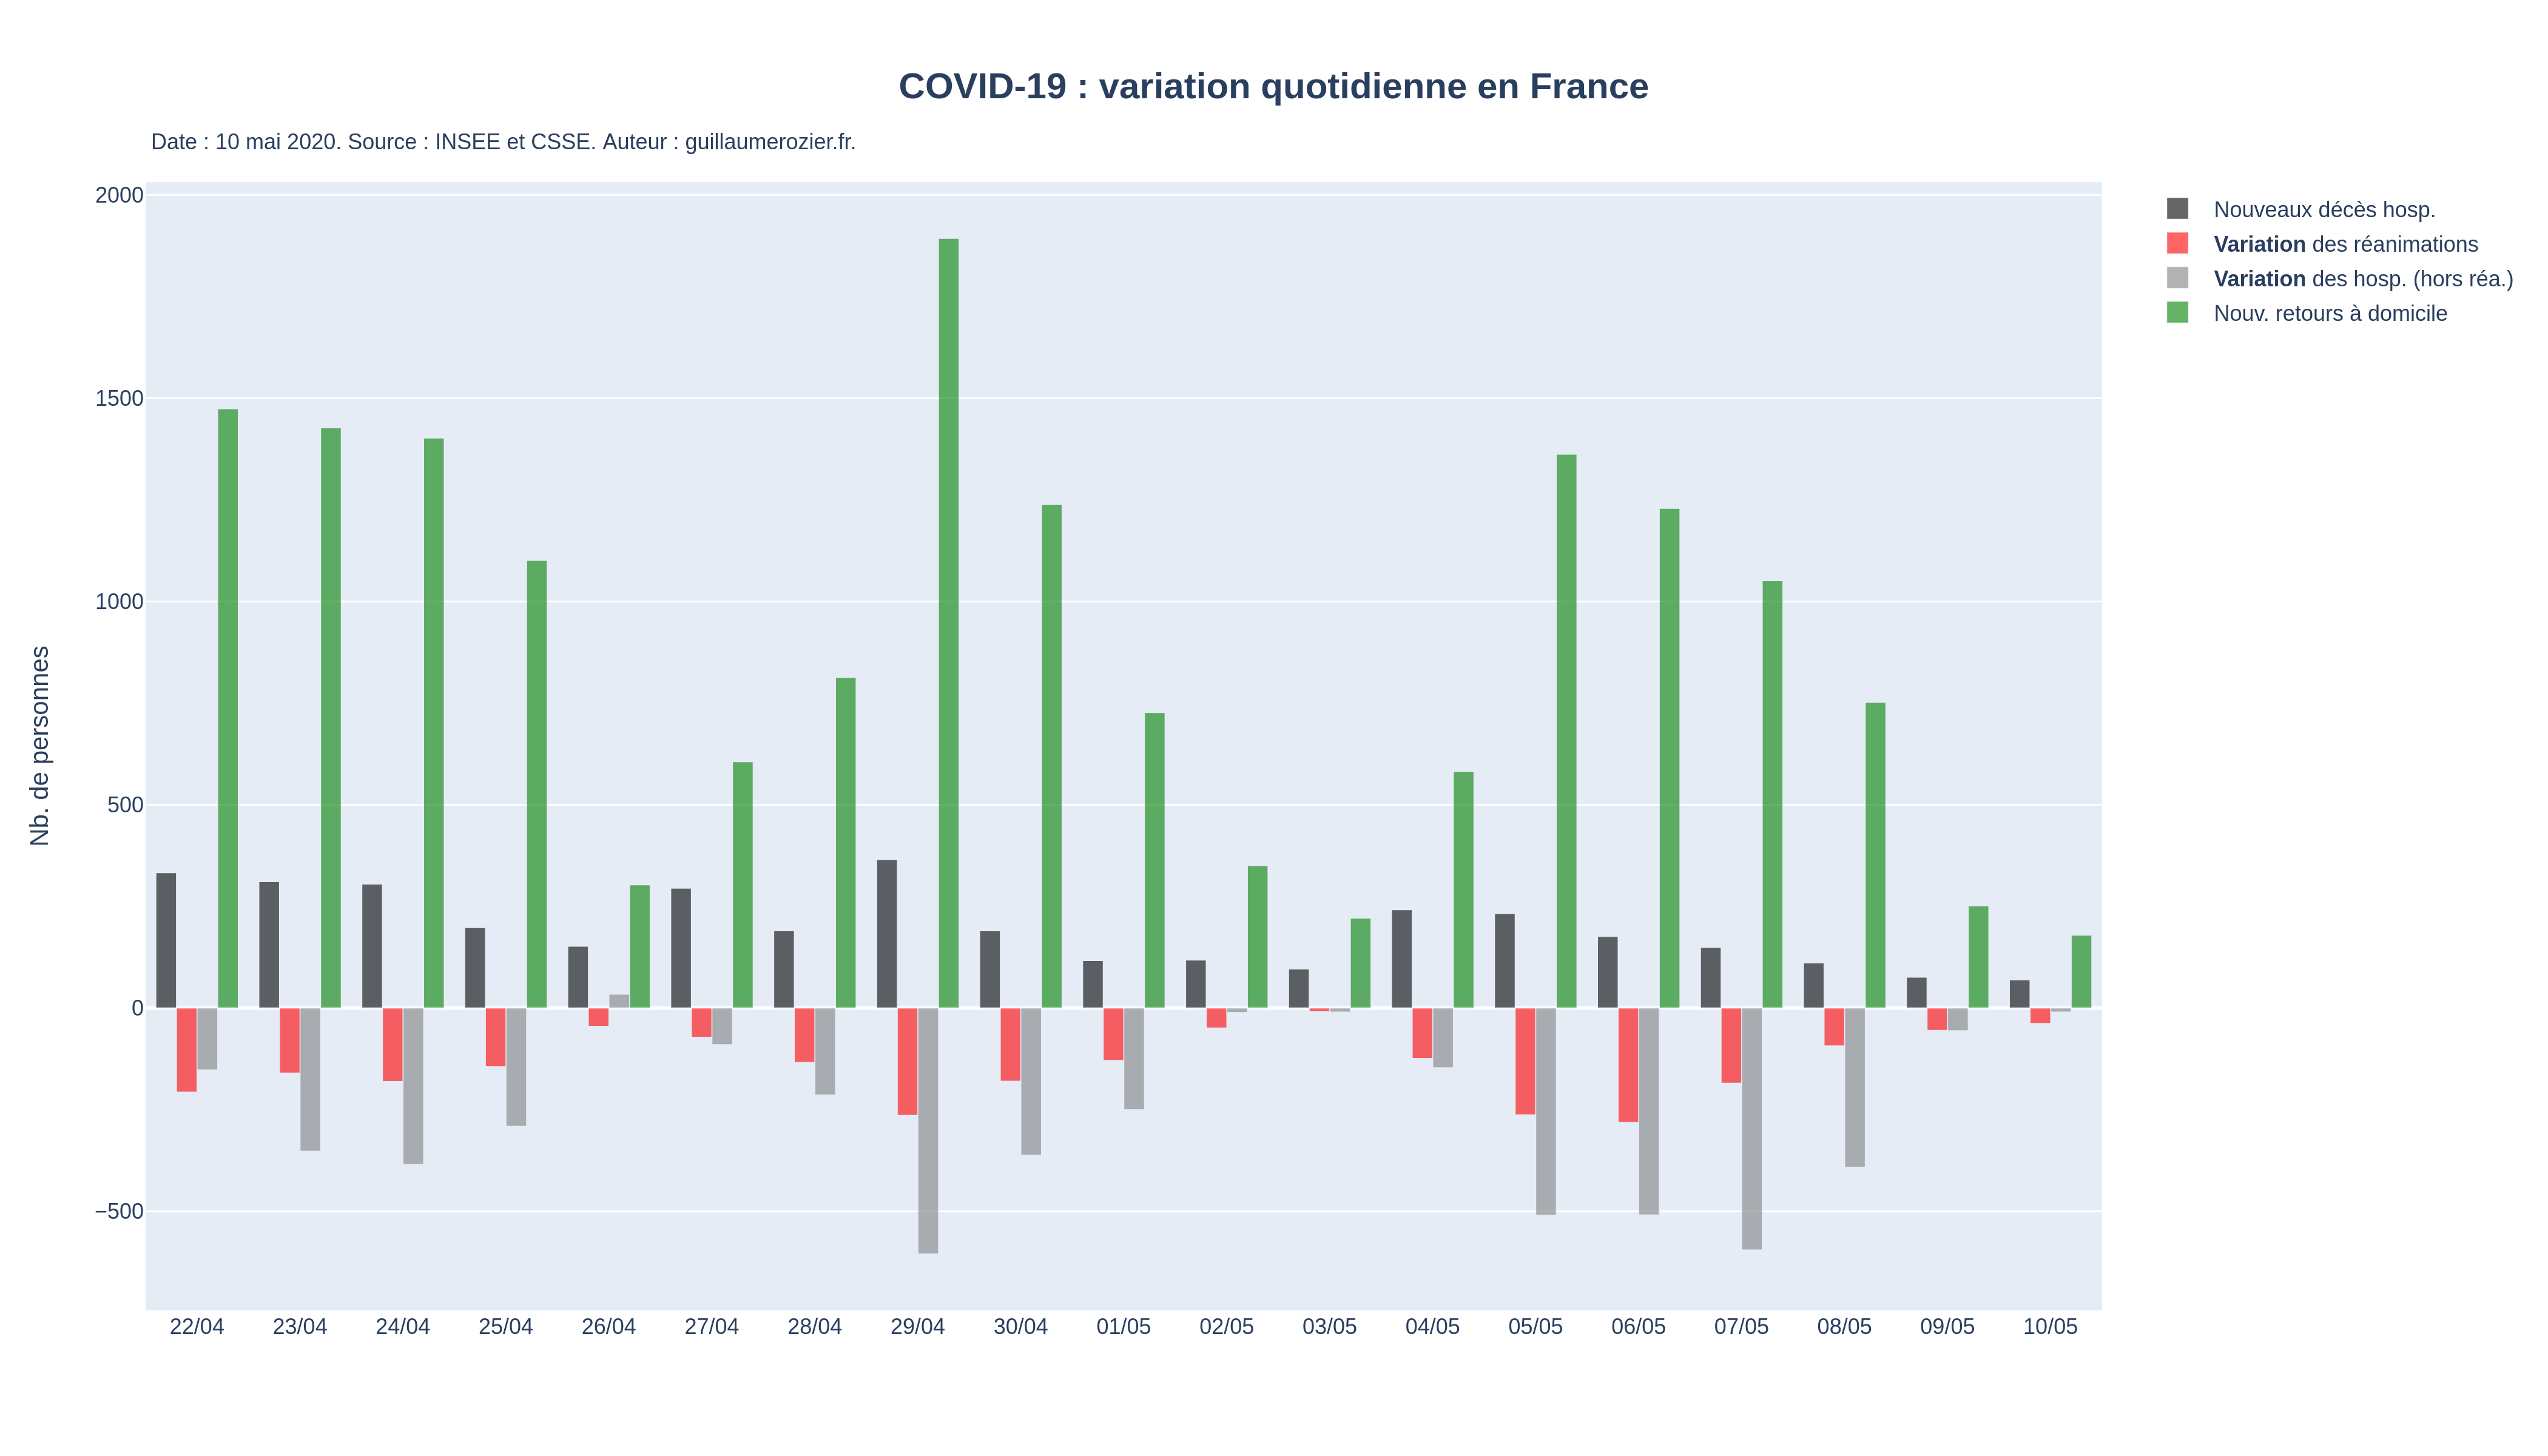 COVID-19 : variation quotidienne en France
Date : 10 mai 2020. Source : INSEE et CSSE. Auteur : guillaumerozier.fr.
Nb. de personnes
2000
1500
1000
500
0
−500
22/04 23/04 24/04 25/04 26/04 27/04 28/04 29/04 30/04 01/05 02/05 03/05 04/05 05/05 06/05 07/05 08/05 09/05 10/05
Nouveaux décès hosp.
Variation des réanimations
Variation des hosp. (hors réa.)
Nouv. retours à domicile